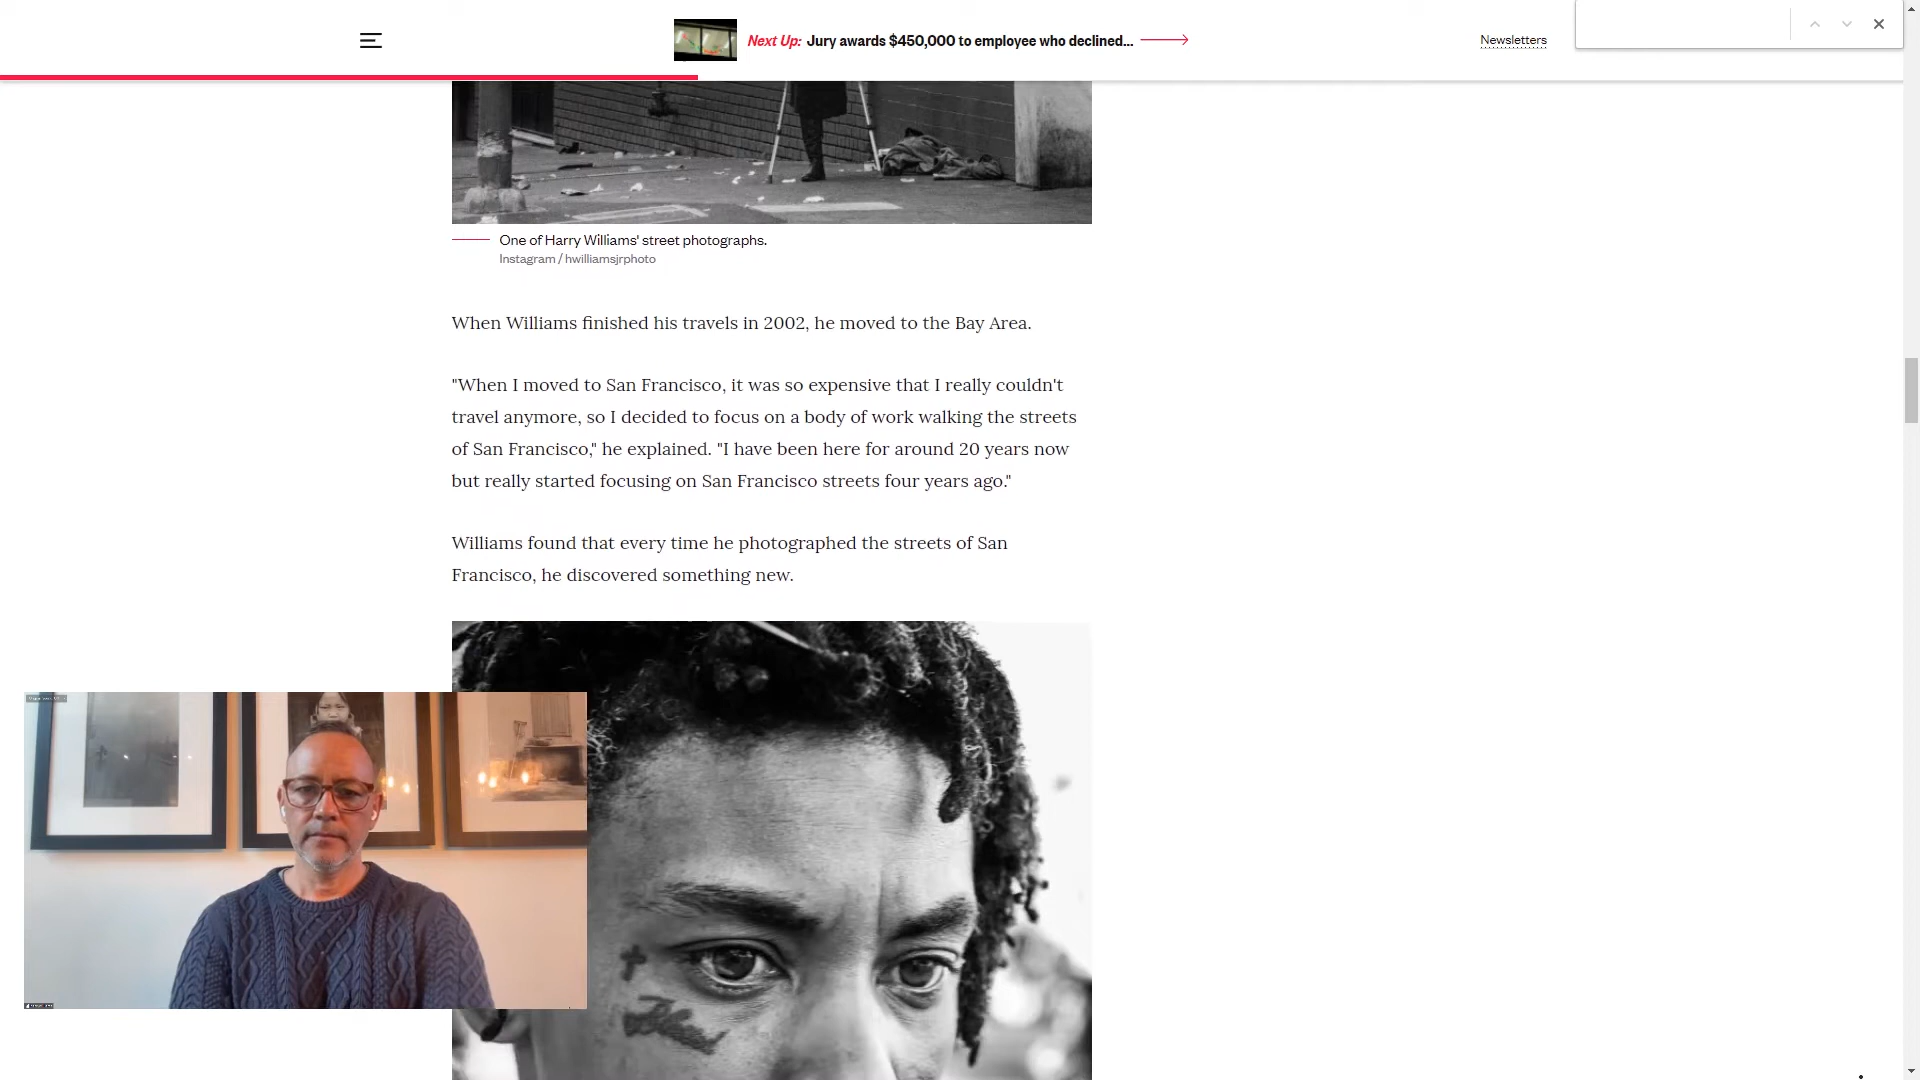 Next Up: Jury awards $450,000 to employee who declined...
Newsletters
One of Harry Williams' street photographs.
Instagram / hwilliamsjrphoto
When Williams finished his travels in 2002, he moved to the Bay Area.
"When I moved to San Francisco, it was so expensive that I really couldn't
travel anymore, so I decided to focus on a body of work walking the streets
of San Francisco," he explained. "I have been here for around 20 years now
but really started focusing on San Francisco streets four years ago."
Williams found that every time he photographed the streets of San
Francisco, he discovered something new.